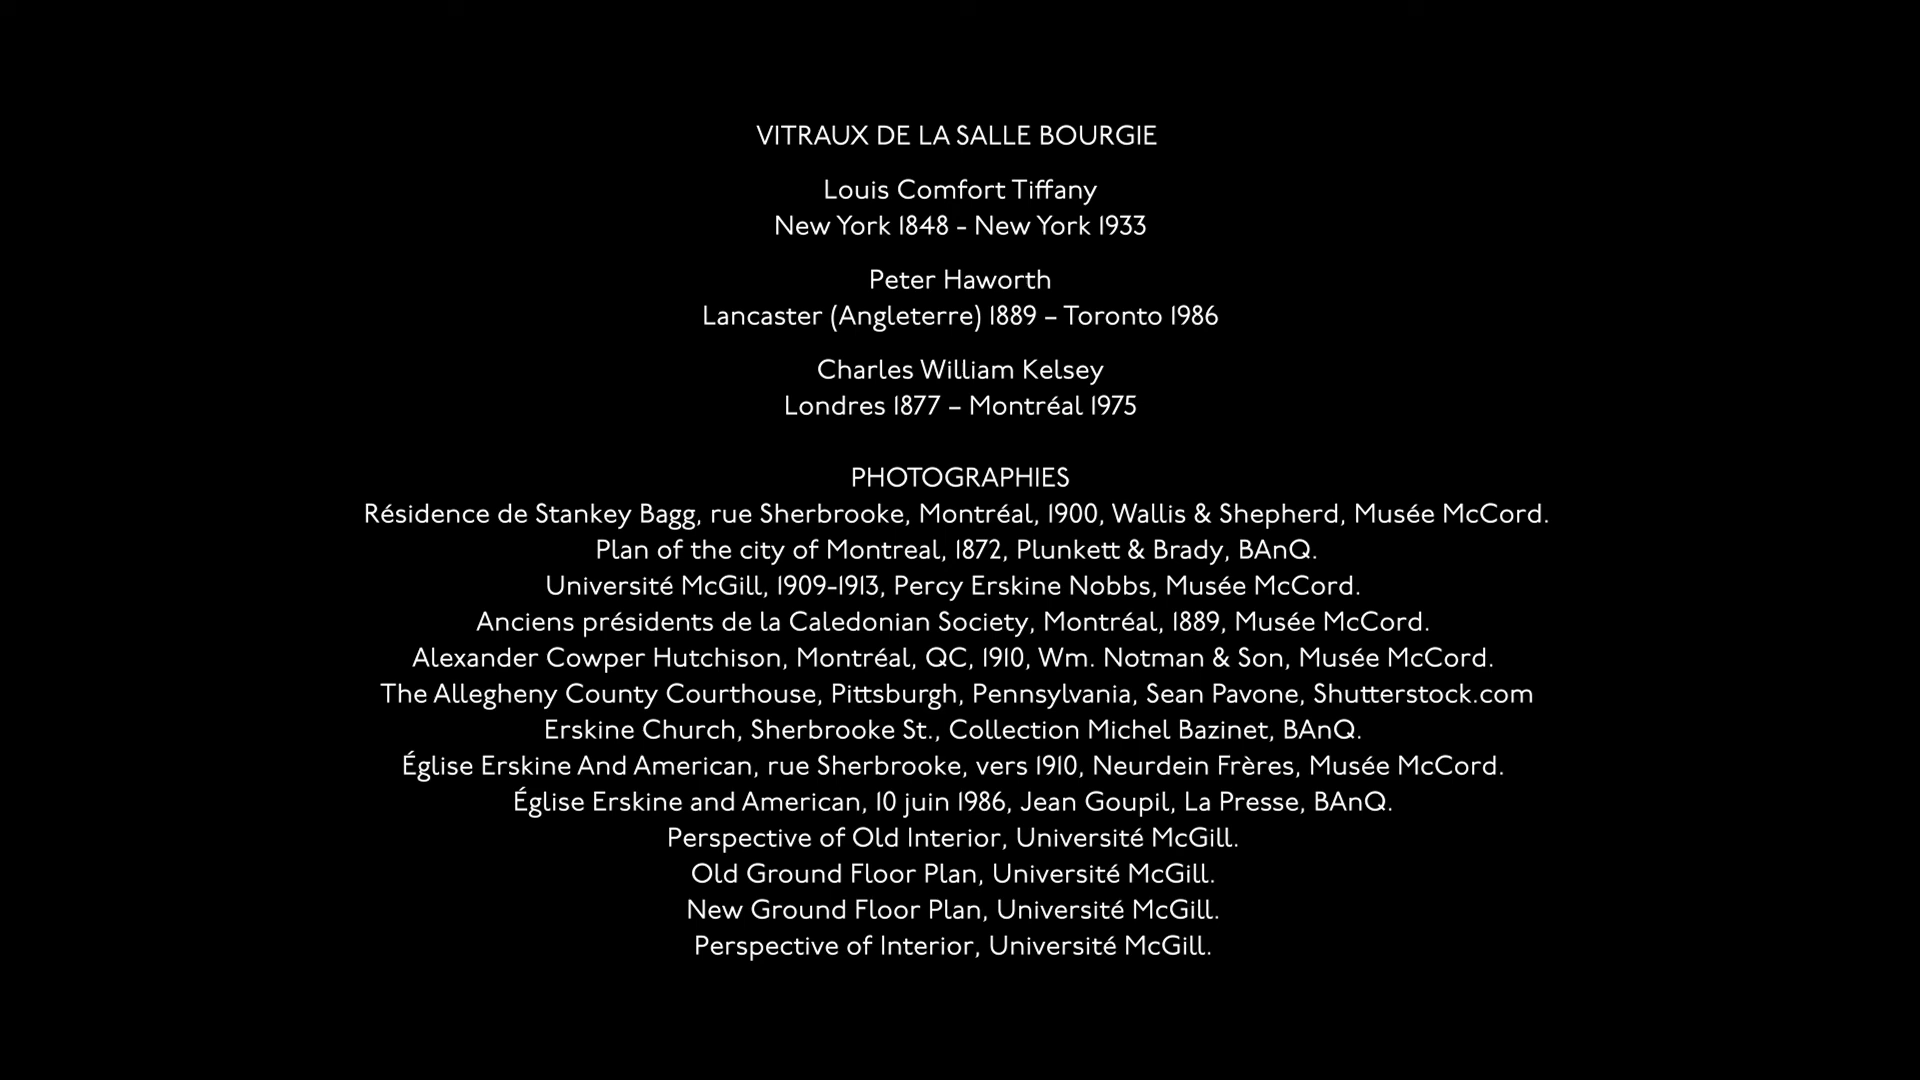 VITRAUX DE LA SALLE BOURGIE
Louis Comfort Tiffany
New York 1848 - New York 1933
Peter Haworth
Lancaster (Angleterre) 1889 – Toronto 1986
Charles William Kelsey
Londres 1877 – Montréal 1975
PHOTOGRAPHIES
Résidence de Stankey Bagg, rue Sherbrooke, Montréal, 1900, Wallis & Shepherd, Musée McCord.
Plan of the city of Montreal, 1872, Plunkett & Brady, BAnQ.
Université McGill, 1909-1913, Percy Erskine Nobbs, Musée McCord.
Anciens présidents de la Caledonian Society, Montréal, 1889, Musée McCord.
Alexander Cowper Hutchison, Montréal, QC, 1910, Wm. Notman & Son, Musée McCord.
The Allegheny County Courthouse, Pittsburgh, Pennsylvania, Sean Pavone, Shutterstock.com
Erskine Church, Sherbrooke St., Collection Michel Bazinet, BAnQ.
Église Erskine And American, rue Sherbrooke, vers 1910, Neurdein Frères, Musée McCord.
Église Erskine and American, 10 juin 1986, Jean Goupil, La Presse, BAnQ.
Perspective of Old Interior, Université McGill.
Old Ground Floor Plan, Université McGill.
New Ground Floor Plan, Université McGill.
Perspective of Interior, Université McGill.